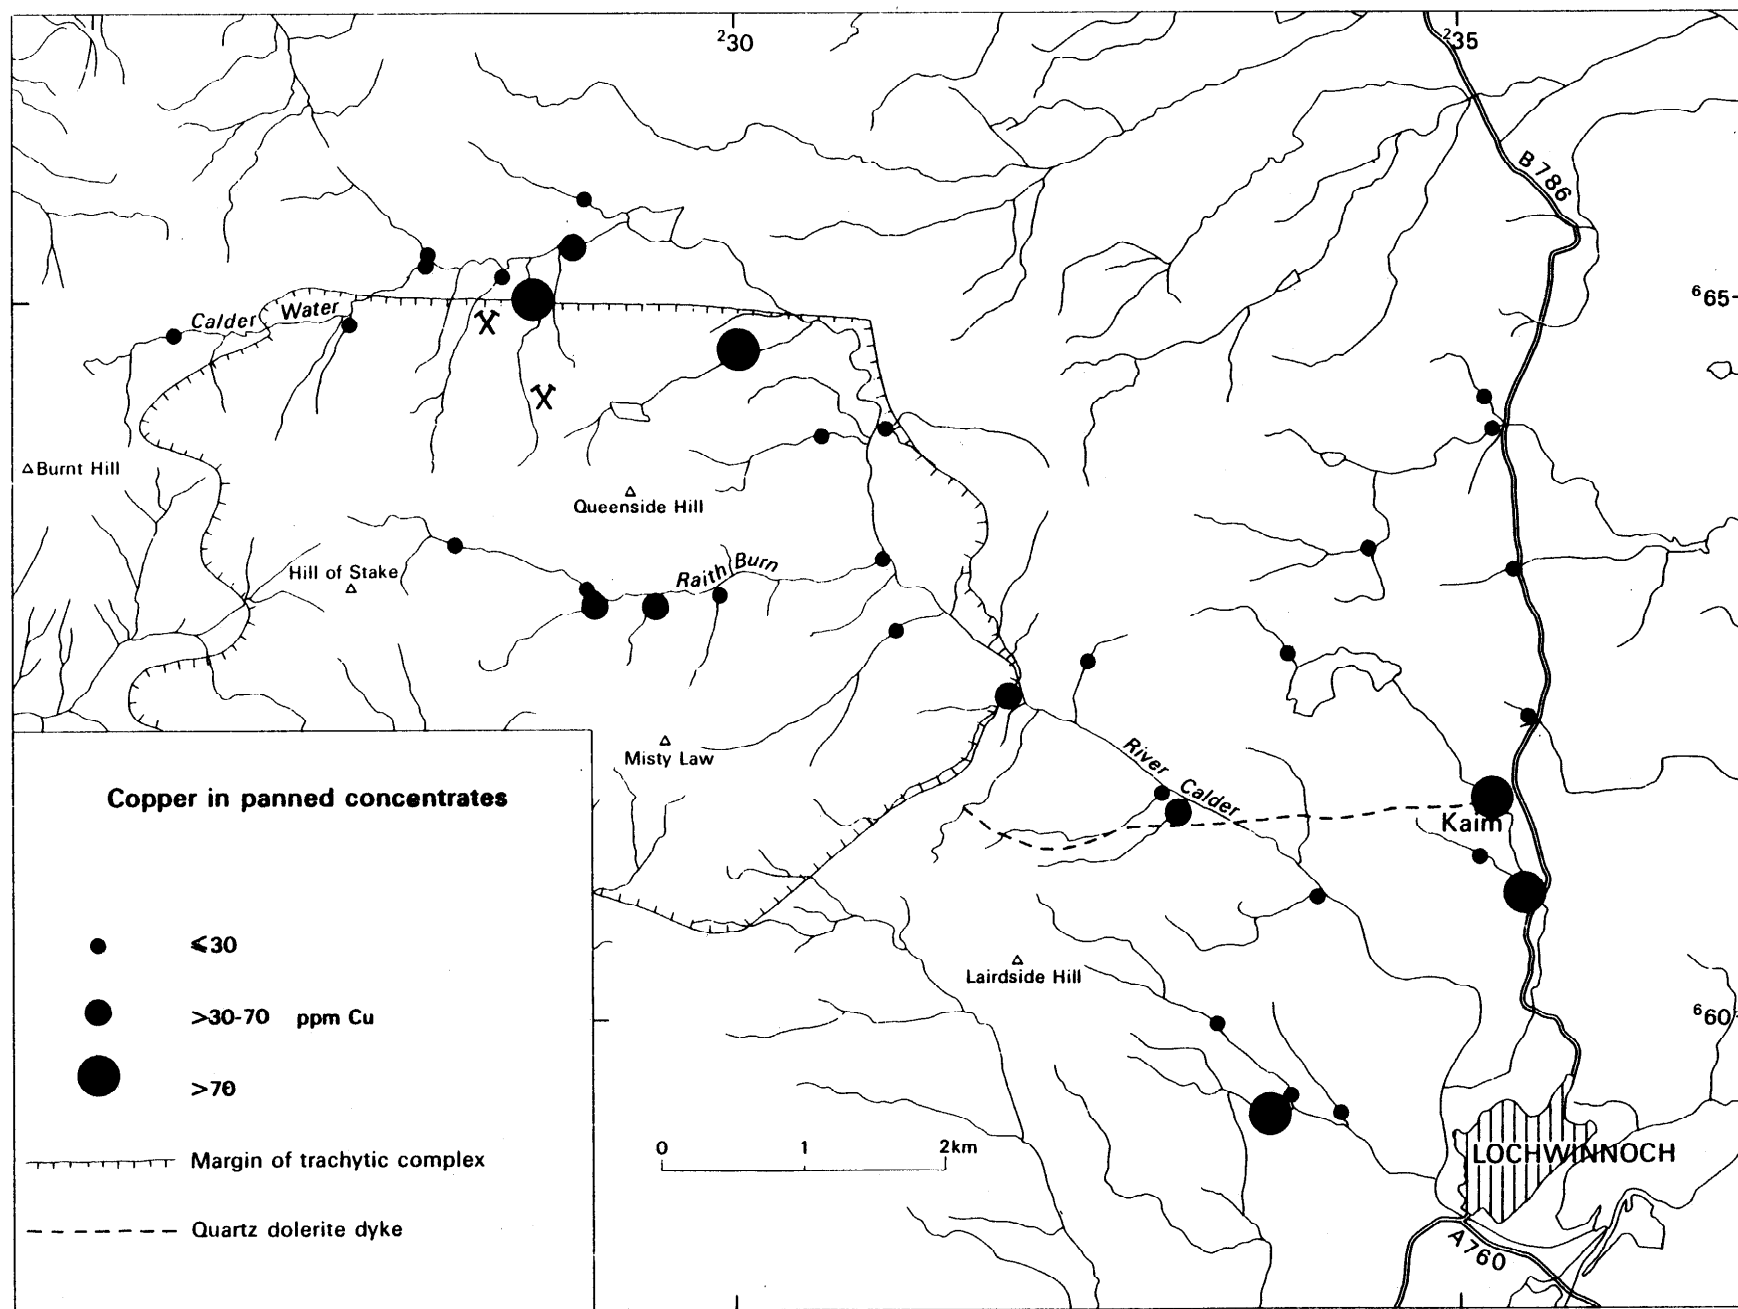 ²30
²35
B 786
⁶65
Calder Water
Burnt Hill
Queenside Hill
Hill of Stake
Raith Burn
Misty Law
River Calder
Kaim
Lairdside Hill
⁶60
LOCHWINNOCH
A 760
0 1 2km
Copper in panned concentrates
⩽30
>30-70 ppm Cu
>70
Margin of trachytic complex
Quartz dolerite dyke